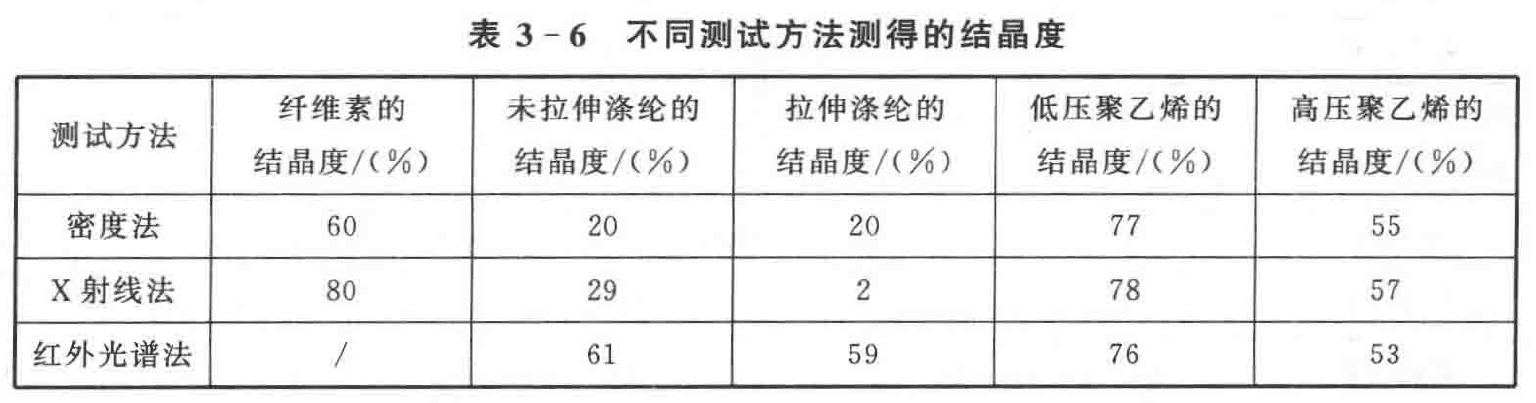 表 3-6 不同测试方法测得的结晶度
测试方法
纤维素的
结晶度/(%)
未拉伸涤纶的
结晶度/(%)
拉伸涤纶的
结晶度/(%)
低压聚乙烯的
结晶度/(%)
高压聚乙烯的
结晶度/(%)
密度法 60 20 20 77 55
X 射线法 80 29 2 78 57
红外光谱法 / 61 59 76 53